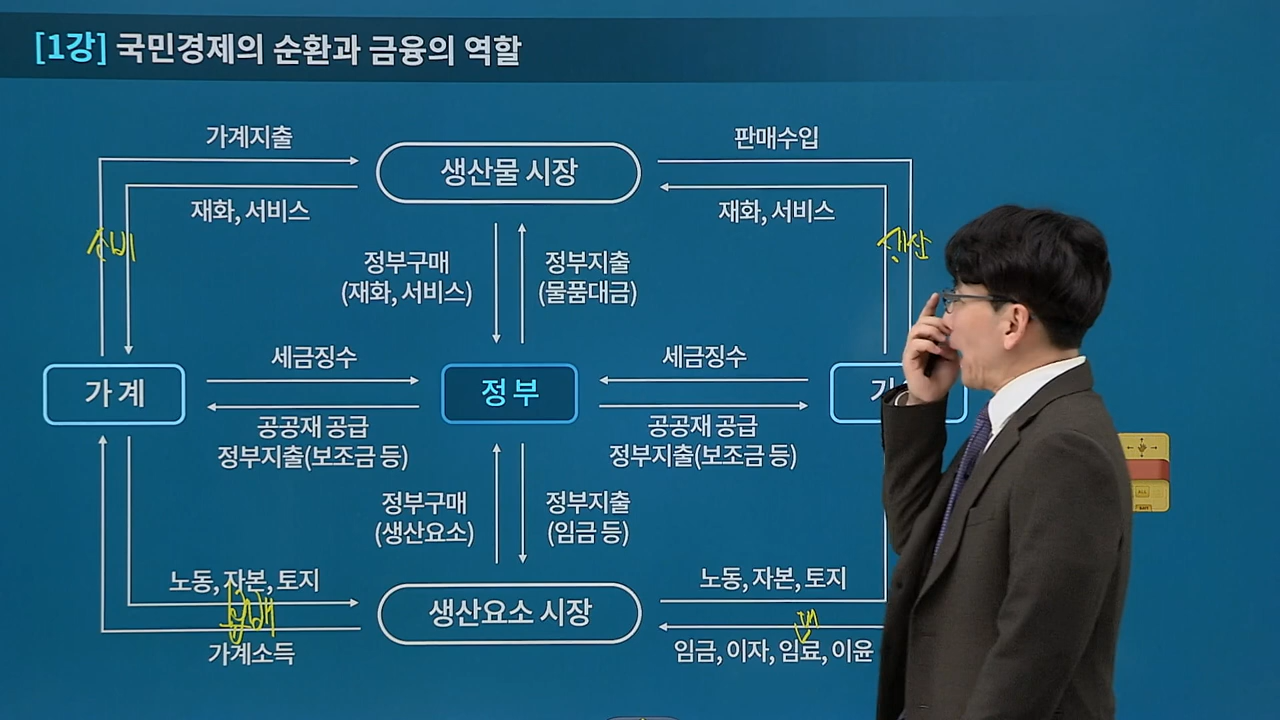 [1강] 국민경제의 순환과 금융의 역할
가계지출
판매수입
생산물 시장
재화, 서비스
재화, 서비스
소비
생산
정부구매
(재화, 서비스)
정부지출
(물품대금)
세금징수
세금징수
가계
정부
공공재 공급
정부지출(보조금 등)
공공재 공급
정부지출(보조금 등)
정부구매
(생산요소)
정부지출
(임금 등)
노동, 자본, 토지
노동, 자본, 토지
생산요소 시장
분배
가계소득
임금, 이자, 임료, 이윤